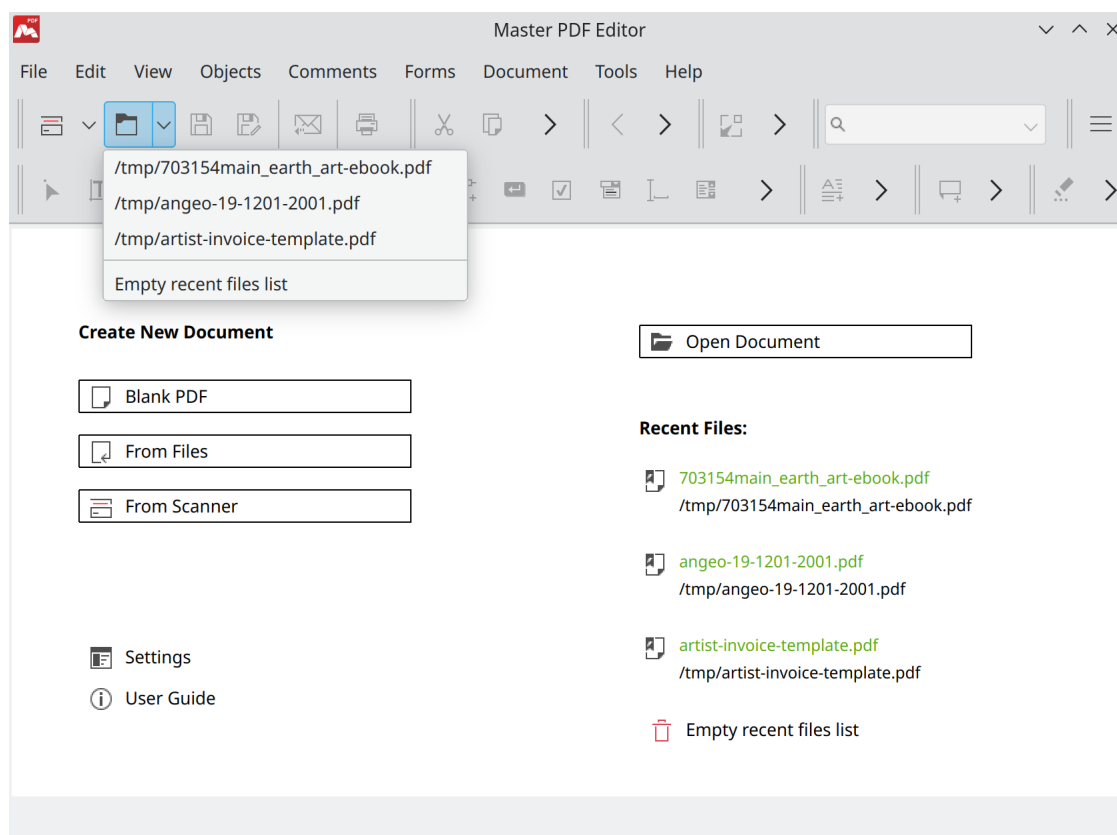 Master PDF Editor
File Edit View Objects Comments Forms Document Tools Help
/tmp/703154main_earth_art-ebook.pdf
/tmp/angeo-19-1201-2001.pdf
/tmp/artist-invoice-template.pdf
Empty recent files list
Create New Document
Blank PDF
From Files
From Scanner
Settings
User Guide
Open Document
Recent Files:
703154main_earth_art-ebook.pdf
/tmp/703154main_earth_art-ebook.pdf
angeo-19-1201-2001.pdf
/tmp/angeo-19-1201-2001.pdf
artist-invoice-template.pdf
/tmp/artist-invoice-template.pdf
Empty recent files list